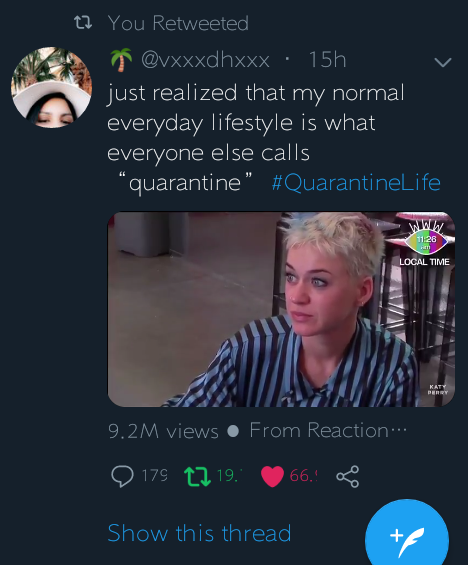 You Retweeted
🌴 @vxxxdhxxx · 15h
just realized that my normal
everyday lifestyle is what
everyone else calls
“quarantine” #QuarantineLife
WWW
11:26
am
LOCAL TIME
KATY
PERRY
9.2M views ● From Reaction…
179 19. 66.
Show this thread